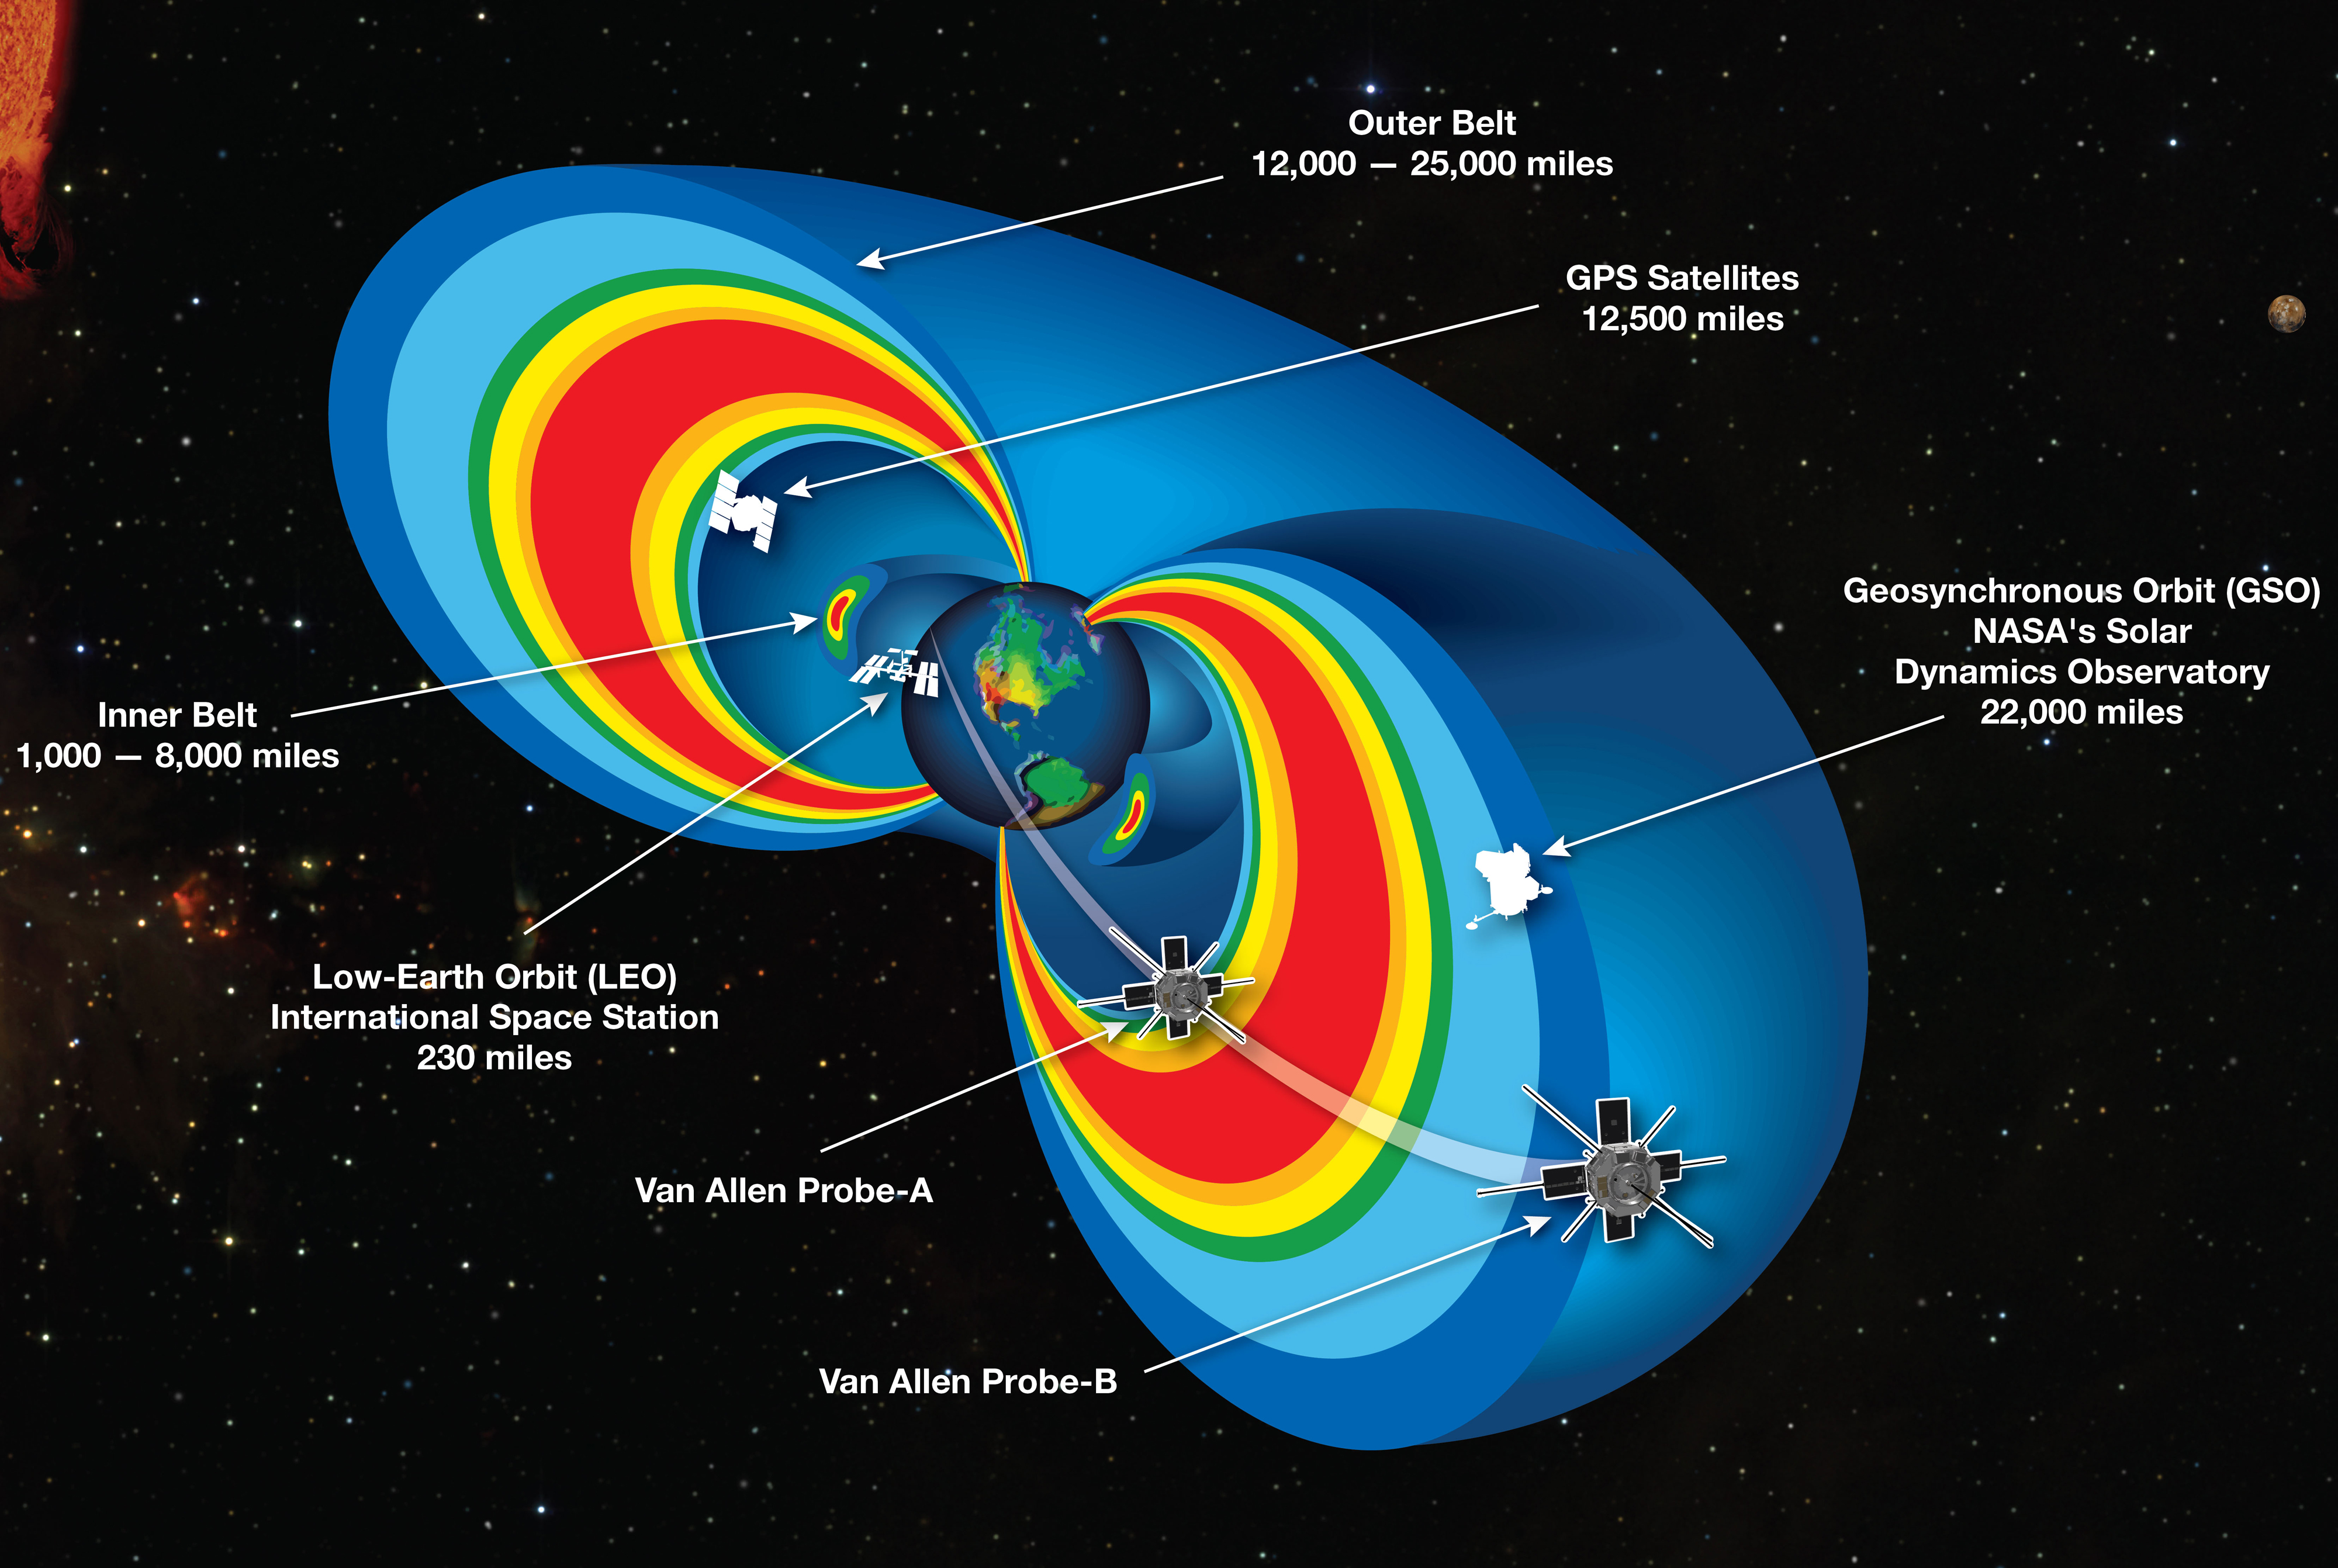 Outer Belt
12,000 — 25,000 miles
GPS Satellites
12,500 miles
Geosynchronous Orbit (GSO)
NASA's Solar
Dynamics Observatory
22,000 miles
Inner Belt
1,000 — 8,000 miles
Low-Earth Orbit (LEO)
International Space Station
230 miles
Van Allen Probe-A
Van Allen Probe-B